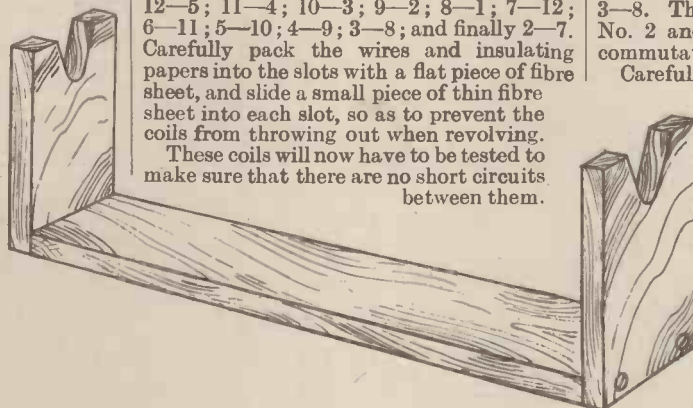 12—5; 11—4; 10—3; 9—2; 8—1; 7—12;
6—11; 5—10; 4—9; 3—8; and finally 2—7.
Carefully pack the wires and insulating
papers into the slots with a flat piece of fibre
sheet, and slide a small piece of thin fibre
sheet into each slot, so as to prevent the
coils from throwing out when revolving.
These coils will now have to be tested to
make sure that there are no short circuits
between them.
3—8. Th
No. 2 an
commuta
Careful